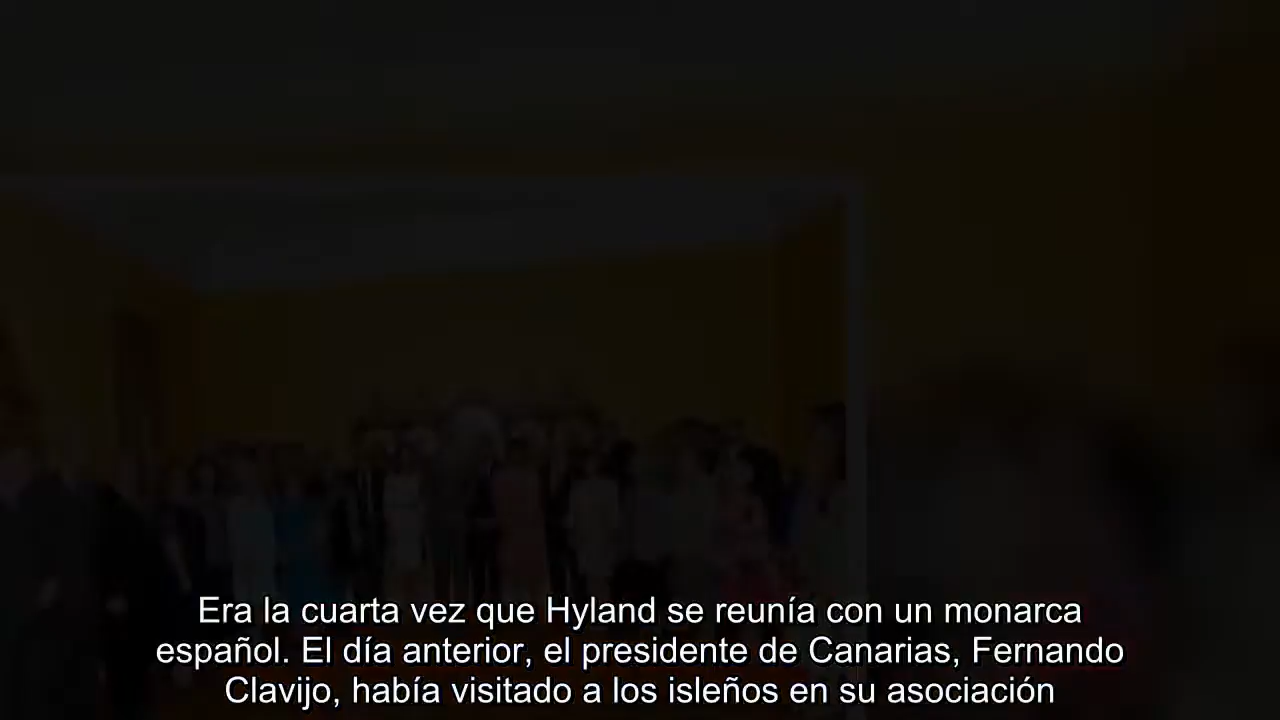 Era la cuarta vez que Hyland se reunía con un monarca
español. El día anterior, el presidente de Canarias, Fernando
Clavijo, había visitado a los isleños en su asociación